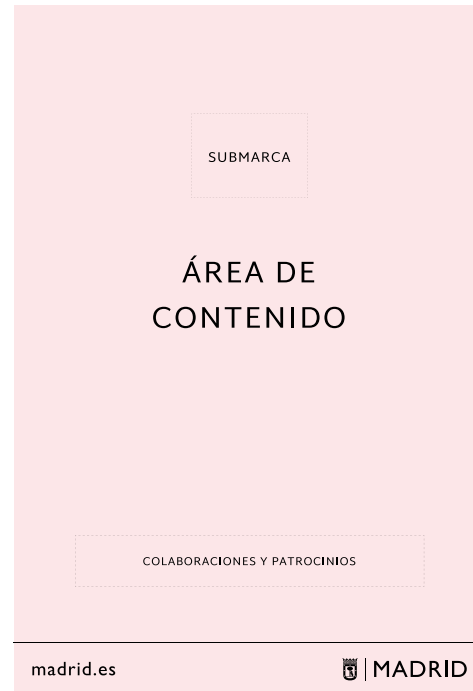 SUBMARCA
ÁREA DE
CONTENIDO
COLABORACIONES Y PATROCINIOS
madrid.es
MADRID